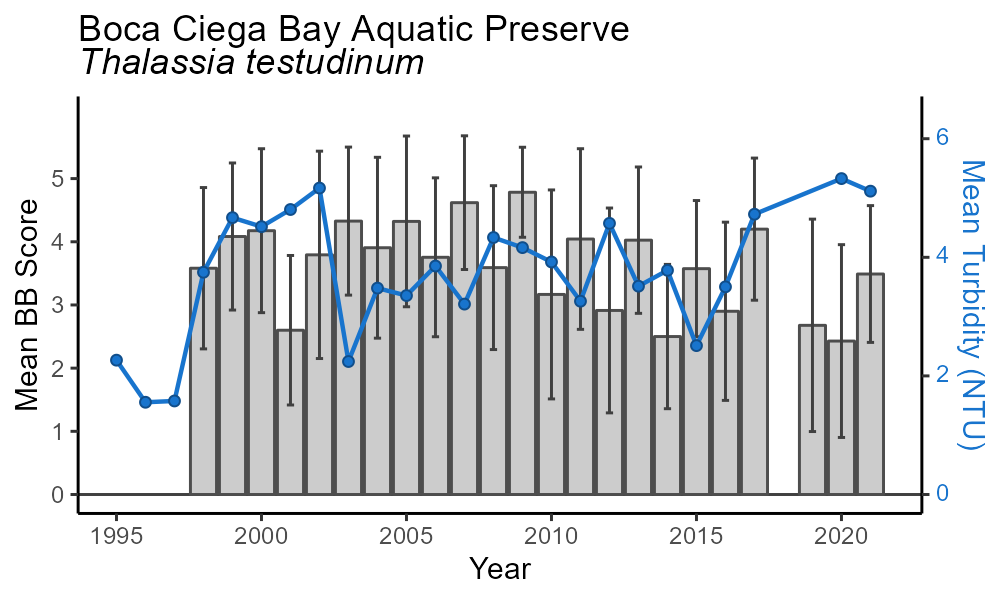 Boca Ciega Bay Aquatic Preserve
Thalassia testudinum
Mean BB Score
5
4
3
2
1
0
6
4
2
0
Mean Turbidity (NTU)
1995 2000 2005 2010 2015 2020
Year